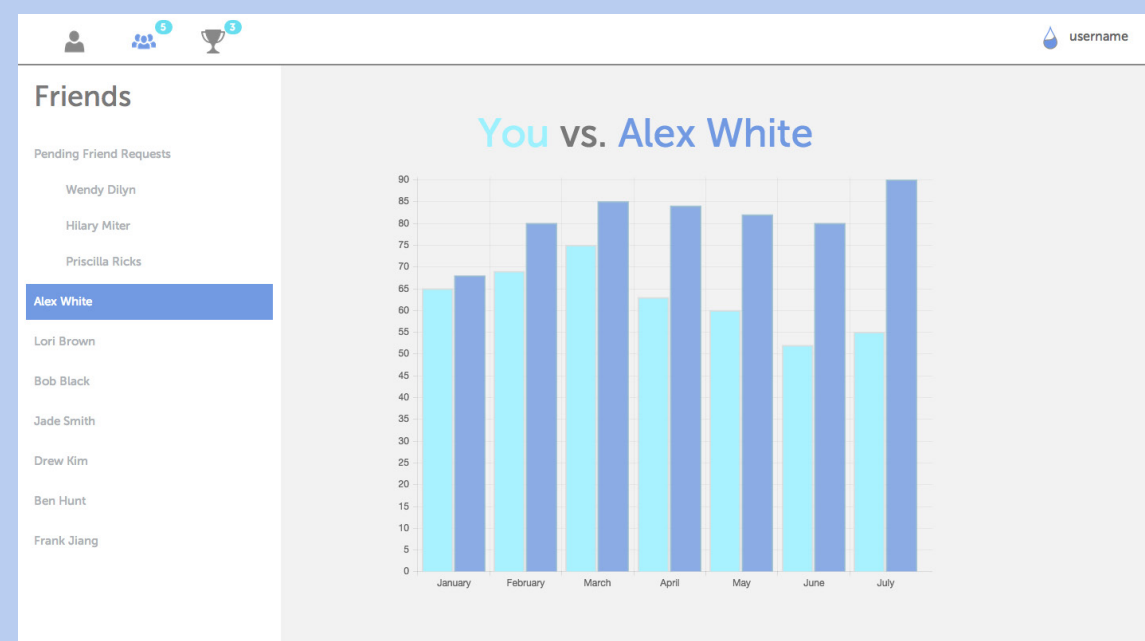 5
3
username
Friends
Pending Friend Requests
Wendy Dilyn
Hilary Miter
Priscilla Ricks
Alex White
Lori Brown
Bob Black
Jade Smith
Drew Kim
Ben Hunt
Frank Jiang
You vs. Alex White
90
85
80
75
70
65
60
55
50
45
40
35
30
25
20
15
10
5
0
January February March April May June July